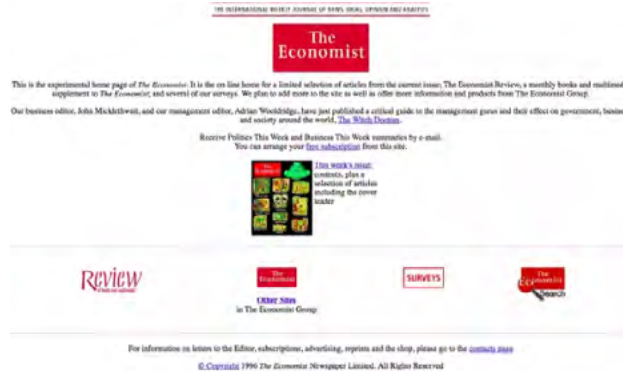 THE INTERNATIONAL WEEKLY JOURNAL OF NEWS, IDEAS, OPINION AND ANALYSIS
The
Economist
This is the experimental home page of The Economist. It is the on line home for a limited selection of articles from the current issue; The Economist Review, a monthly books and multimed
supplement to The Economist; and several of our surveys. We plan to add more to the site as well as offer more information and products from The Economist Group.
Our business editor, John Micklethwait, and our management editor, Adrian Wooldridge, have just published a critical guide to the management gurus and their effect on government, busine
and society around the world, The Witch Doctors.
Receive Politics This Week and Business This Week summaries by e-mail.
You can arrange your free subscription from this site.
This week's issue:
contents, plus a
selection of articles
including the cover
leader
Review
The
Economist
Other Sites
in The Economist Group
SURVEYS
The
Economist
Search
For information on letters to the Editor, subscriptions, advertising, reprints and the shop, please go to the contacts page
© Copyright 1996 The Economist Newspaper Limited. All Rights Reserved